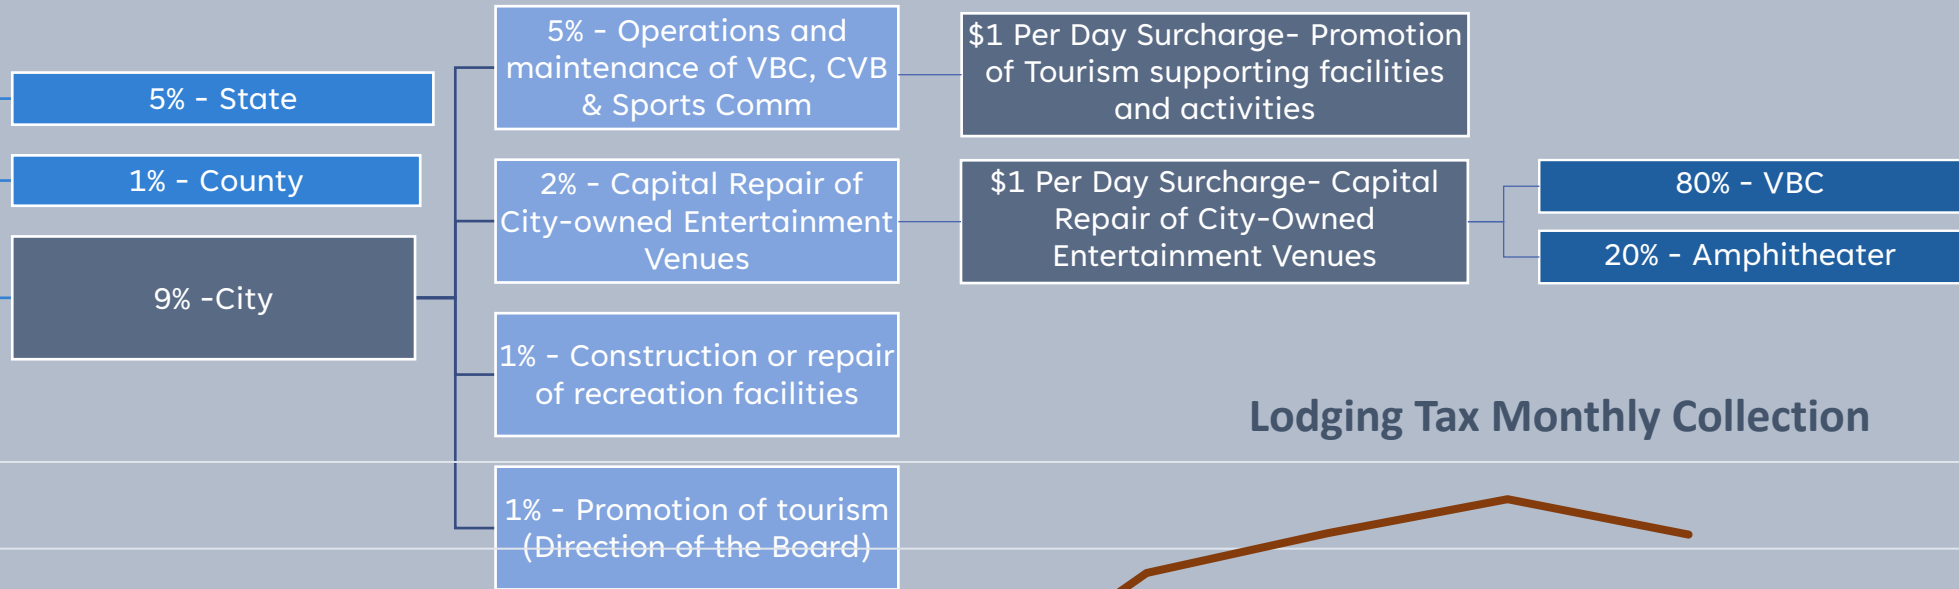 5% - State
1% - County
9% -City
5% - Operations and
maintenance of VBC, CVB
& Sports Comm
2% - Capital Repair of
City-owned Entertainment
Venues
1% - Construction or repair
of recreation facilities
1% - Promotion of tourism
(Direction of the Board)
$1 Per Day Surcharge- Promotion
of Tourism supporting facilities
and activities
$1 Per Day Surcharge- Capital
Repair of City-Owned
Entertainment Venues
80% - VBC
20% - Amphitheater
Lodging Tax Monthly Collection